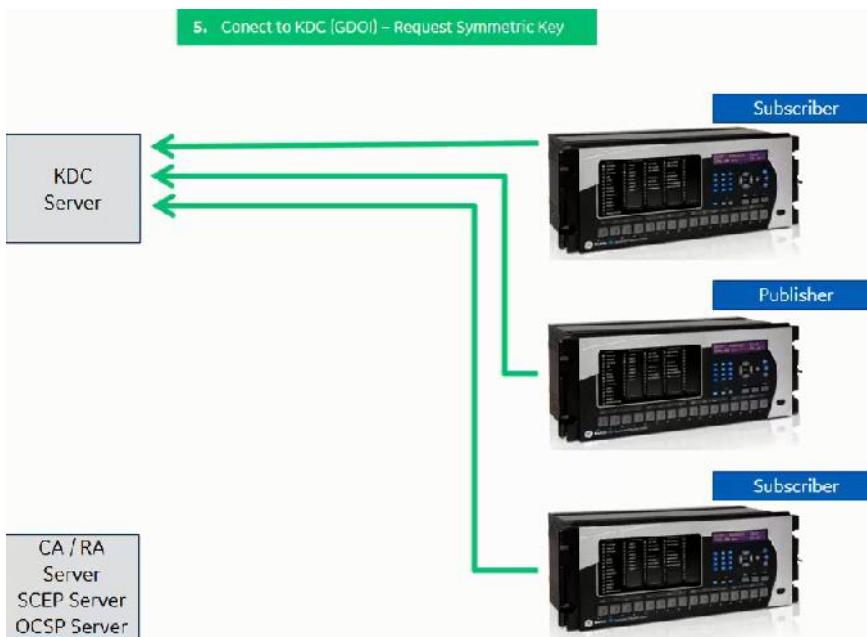 5. Conect to KDC (GDOI) – Request Symmetric Key
Subscriber
KDC
Server
Publisher
Subscriber
CA / RA
Server
SCEP Server
OCSP Server